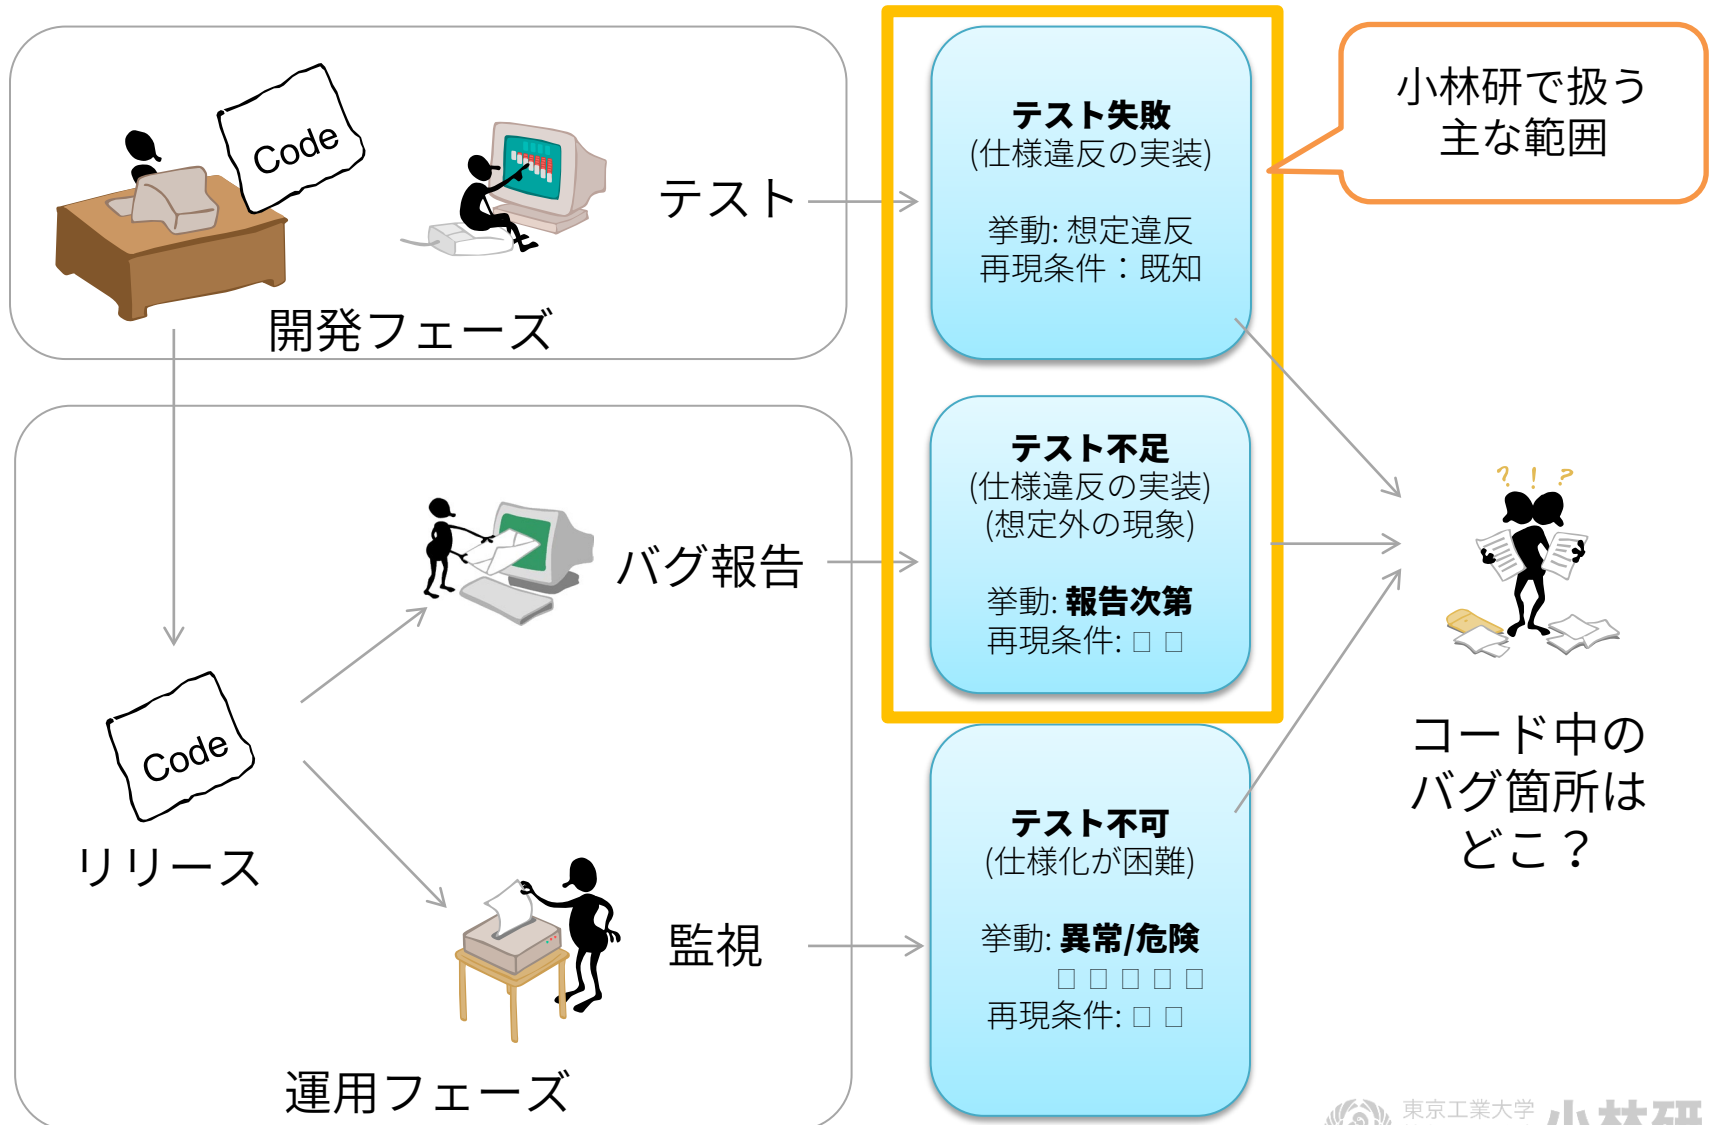 Code
テスト
開発フェーズ
テスト失敗
(仕様違反の実装)
挙動: 想定違反
再現条件：既知
小林研で扱う
主な範囲
テスト不足
(仕様違反の実装)
(想定外の現象)
挙動: 報告次第
再現条件: □ □
バグ報告
Code
リリース
監視
運用フェーズ
テスト不可
(仕様化が困難)
挙動: 異常/危険
□ □ □ □ □
再現条件: □ □
コード中の
バグ箇所は
どこ？
東京工業大学
小林研